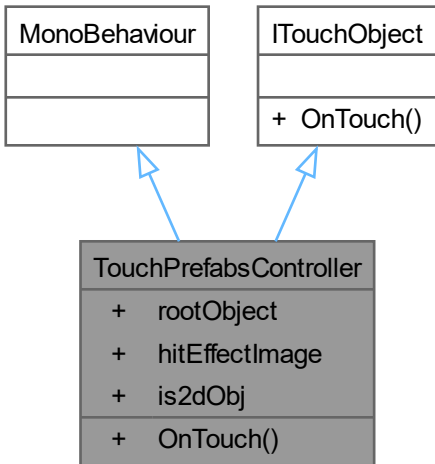 MonoBehaviour
ITouchObject
+ OnTouch()
TouchPrefabsController
+ rootObject
+ hitEffectImage
+ is2dObj
+ OnTouch()